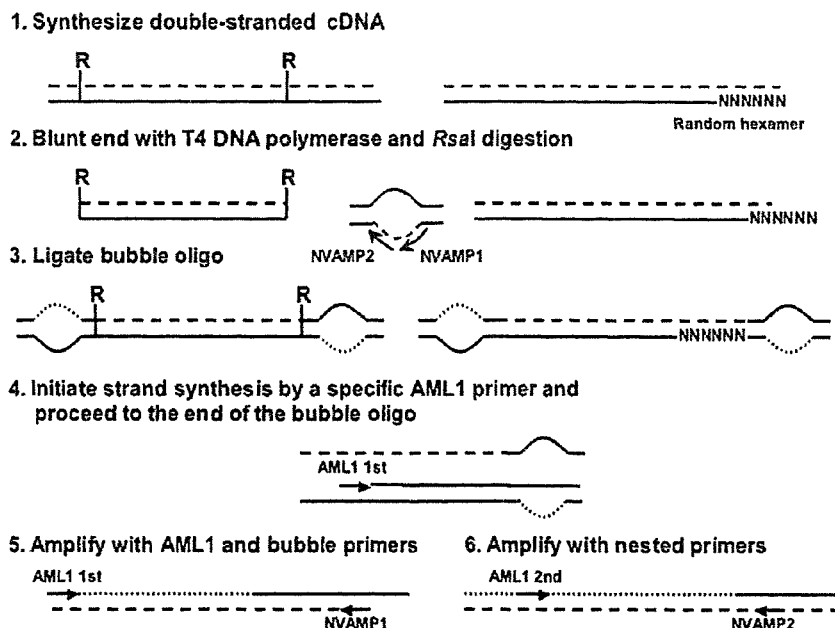 1. Synthesize double-stranded cDNA
R R
NNNNNN
Random hexamer
2. Blunt end with T4 DNA polymerase and RsaI digestion
R R
NNNNNN
NVAMP2 NVAMP1
3. Ligate bubble oligo
R R
NNNNNN
4. Initiate strand synthesis by a specific AML1 primer and
proceed to the end of the bubble oligo
AML1 1st
5. Amplify with AML1 and bubble primers
AML1 1st
NVAMP1
6. Amplify with nested primers
AML1 2nd
NVAMP2